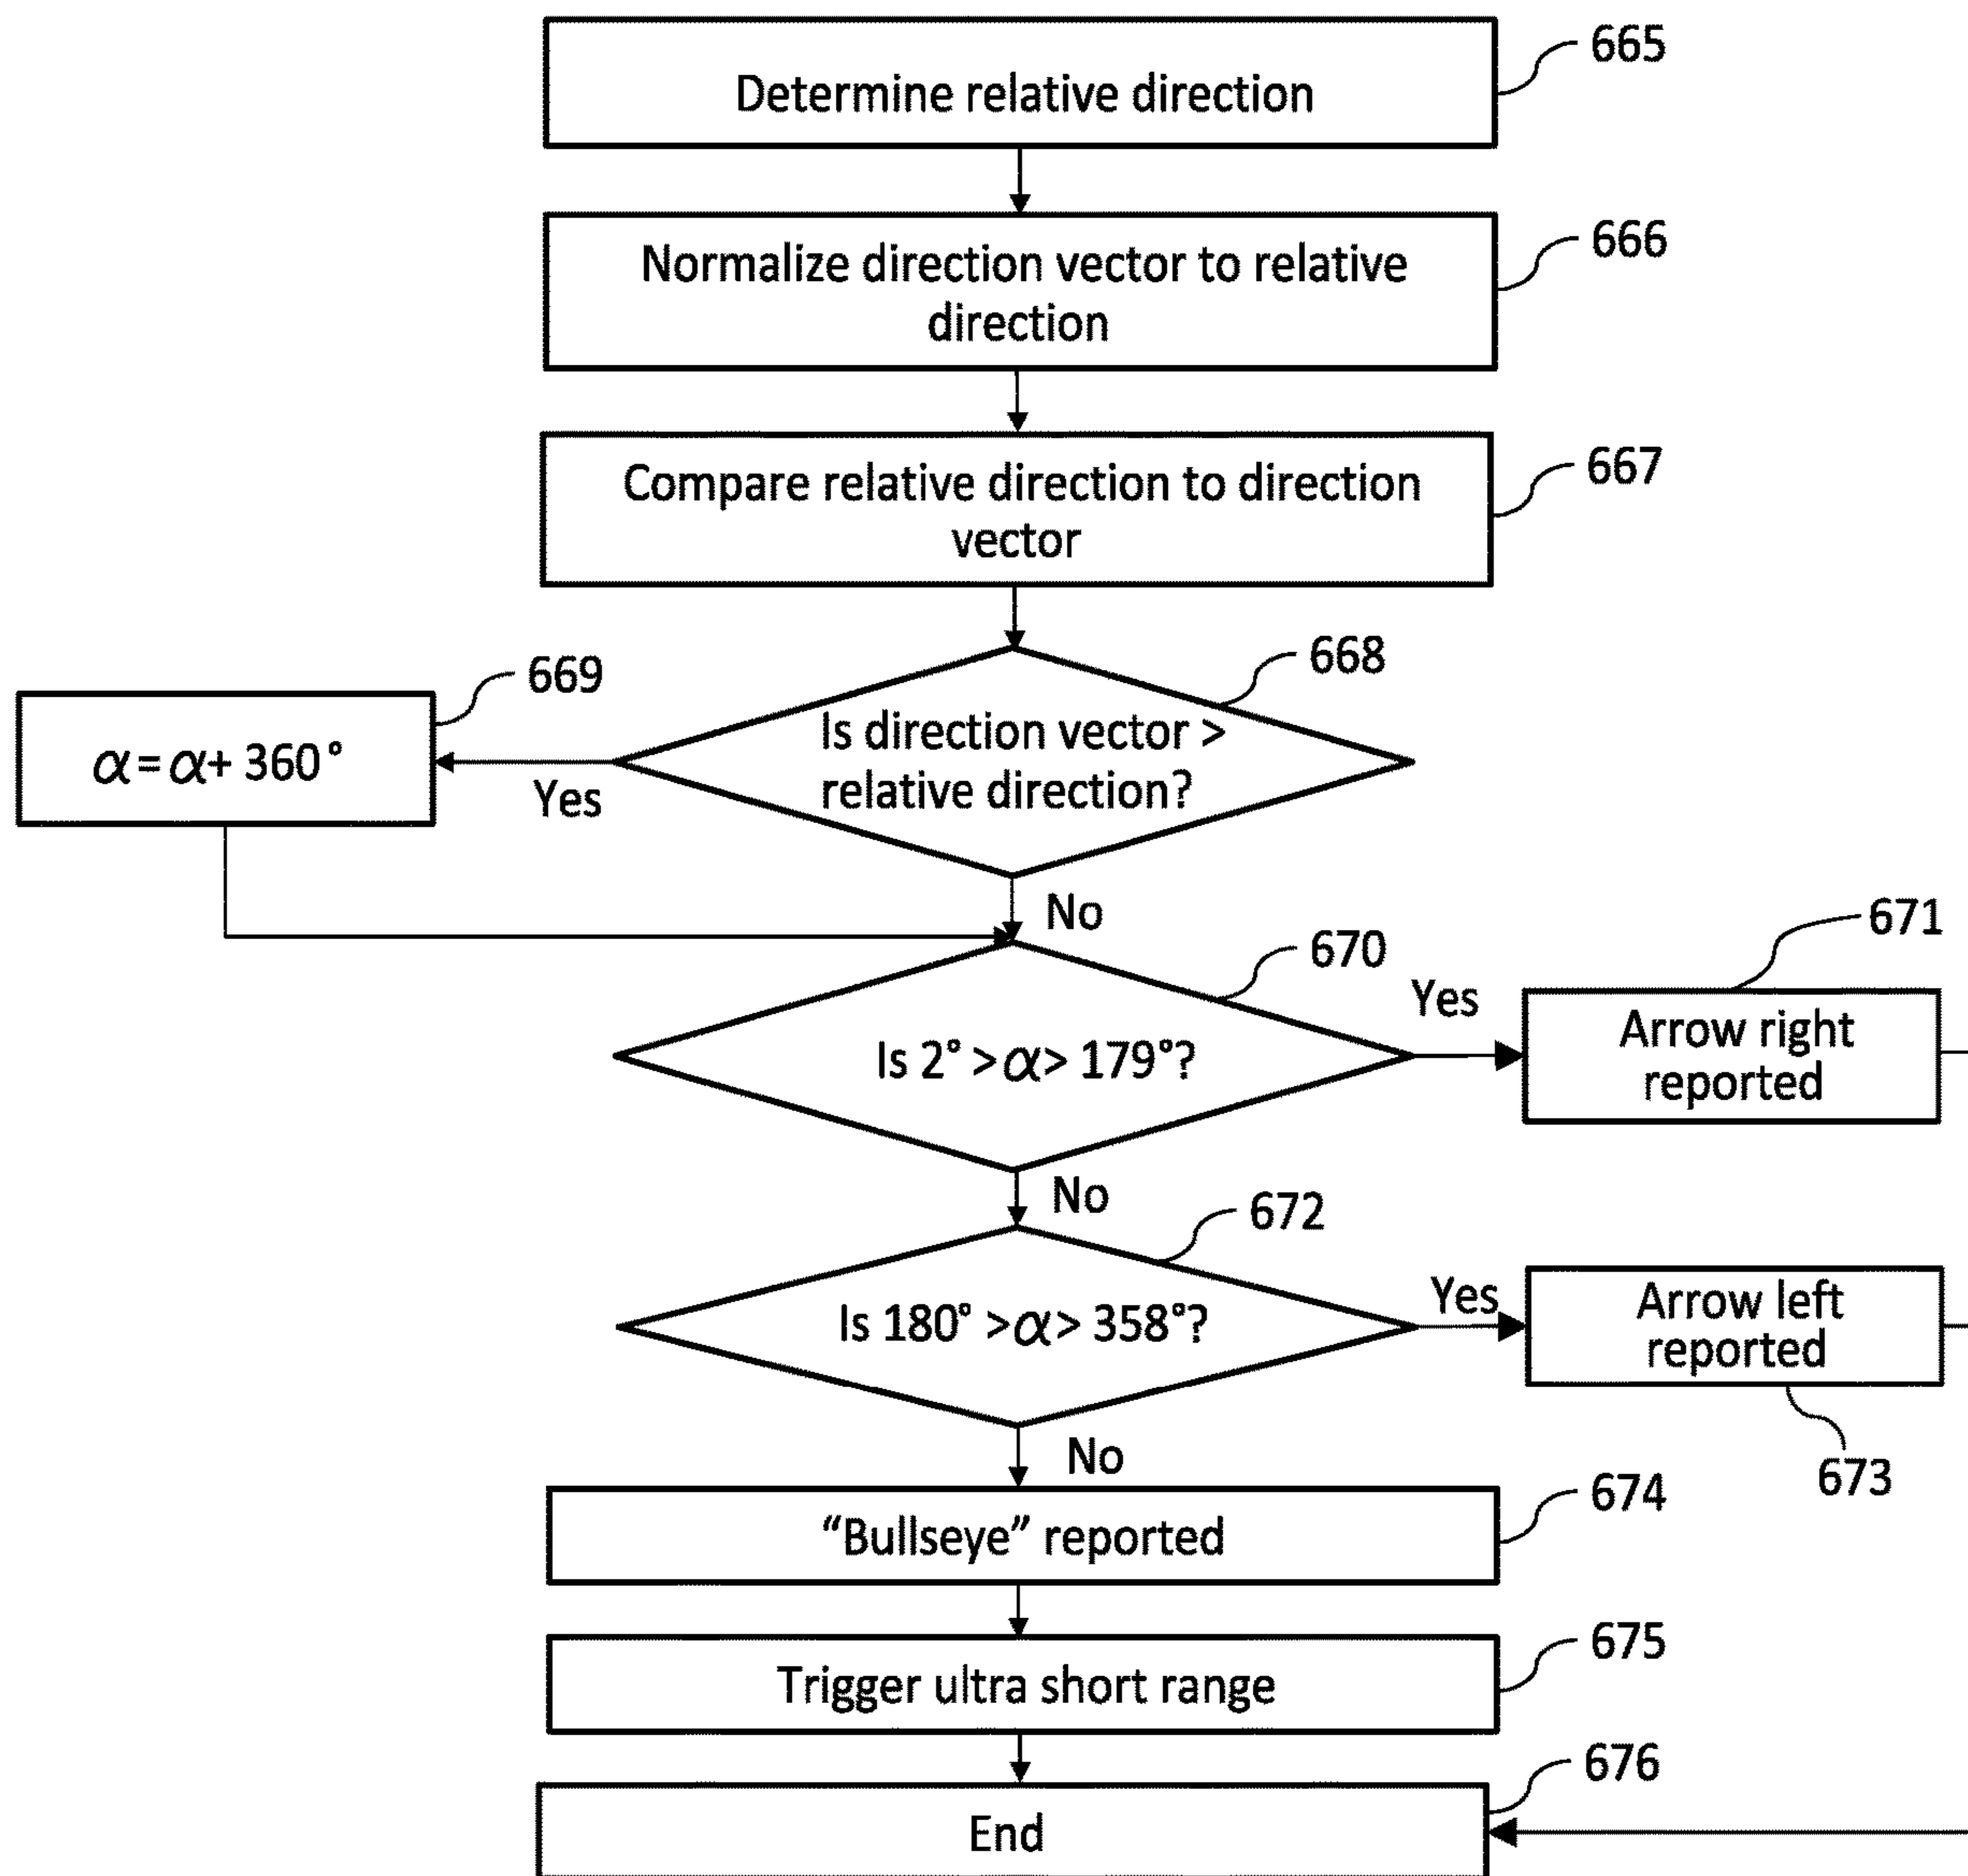 Determine relative direction
665
Normalize direction vector to relative
direction
666
Compare relative direction to direction
vector
667
668
Is direction vector >
relative direction?
669
α = α + 360°
Yes
No
670
Is 2° > α > 179°?
Yes
671
Arrow right
reported
No
672
Is 180° > α > 358°?
Yes
Arrow left
reported
673
No
"Bullseye" reported
674
Trigger ultra short range
675
End
676